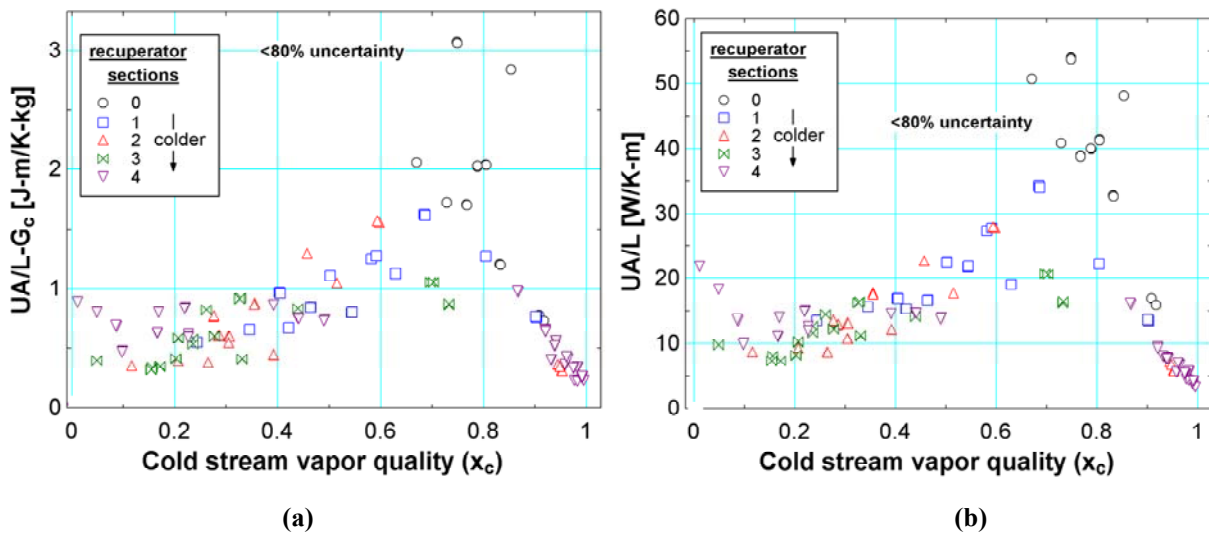 3
2
1
0
UA/L-G_c [J-m/K-kg]
recuperator
sections
0
1
2 colder
3
4
<80% uncertainty
0 0.2 0.4 0.6 0.8 1
Cold stream vapor quality (x_c)
(a)
60
50
40
30
20
10
0
UA/L [W/K-m]
recuperator
sections
0
1
2 colder
3
4
<80% uncertainty
0 0.2 0.4 0.6 0.8 1
Cold stream vapor quality (x_c)
(b)